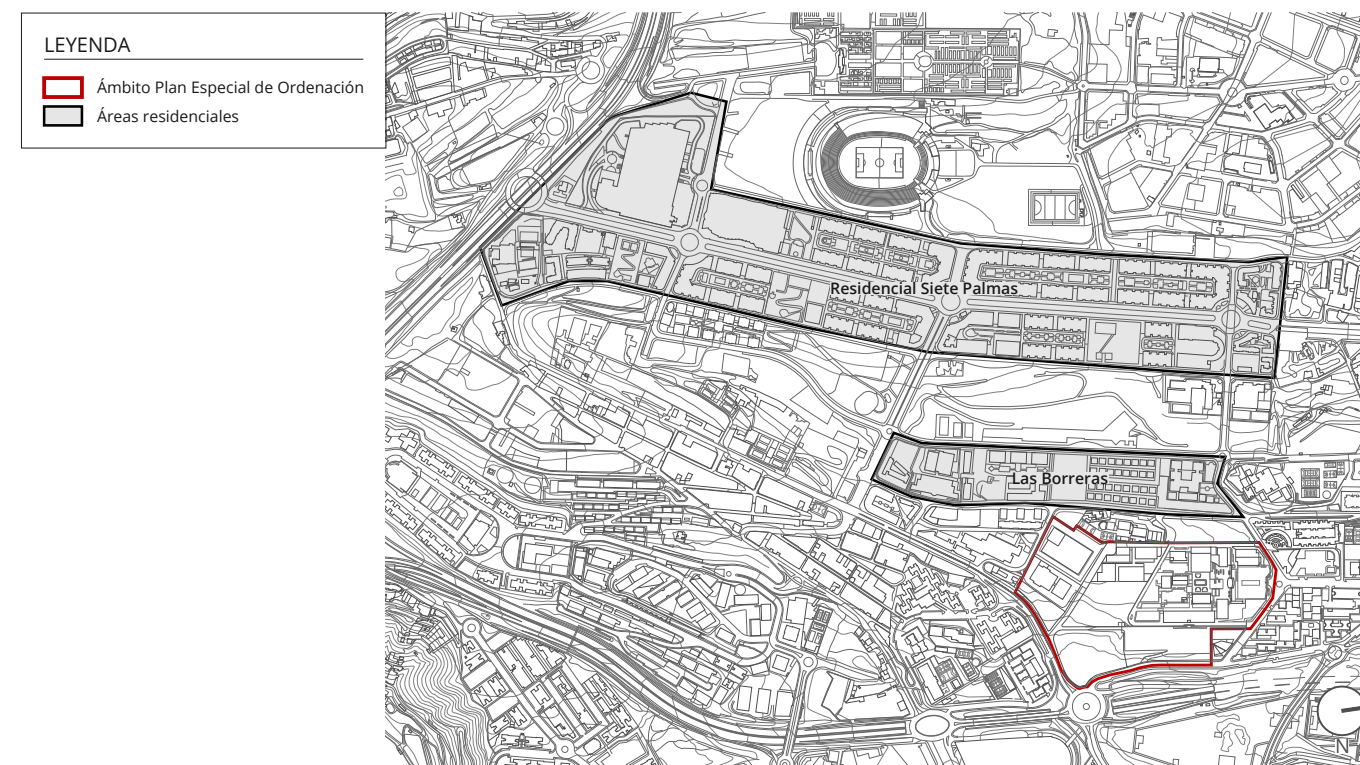 LEYENDA
Ámbito Plan Especial de Ordenación
Áreas residenciales
Residencial Siete Palmas
Las Borreras
N